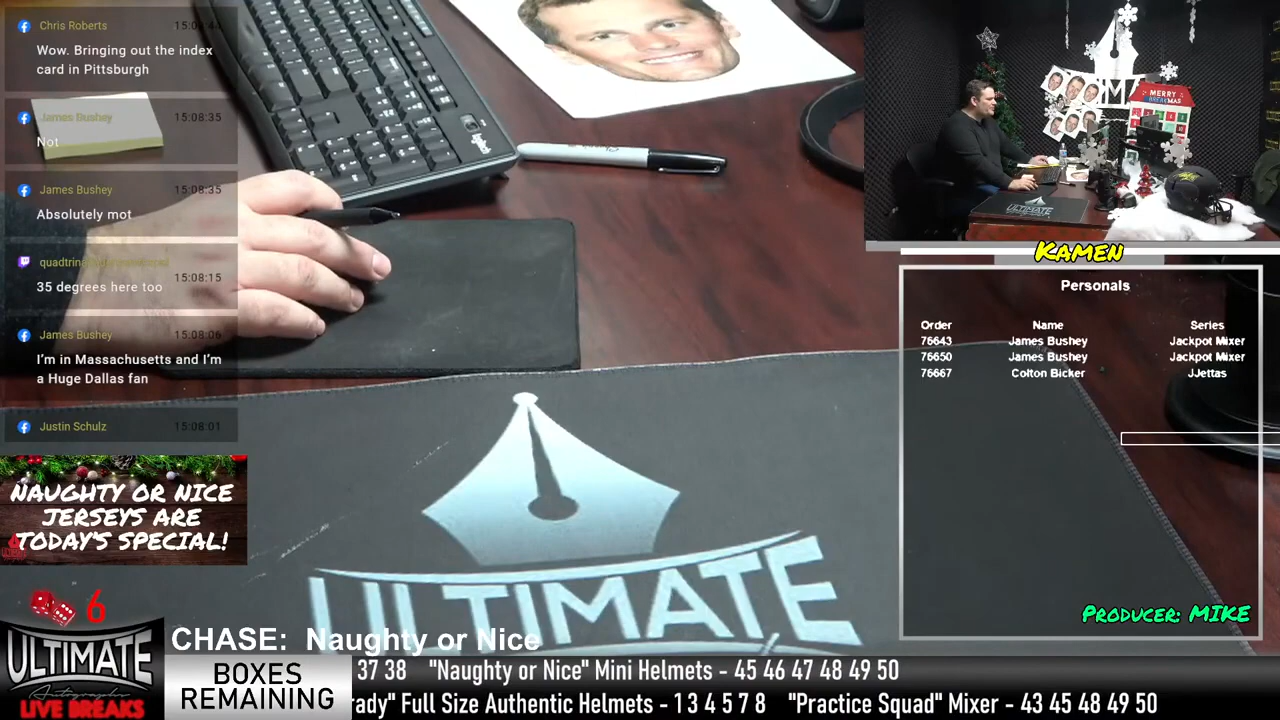 Chris Roberts
Wow. Bringing out the index
card in Pittsburgh
James Bushey 15:08:35
Not
James Bushey 15:08:35
Absolutely mot
15:08:15
35 degrees here too
James Bushey 15:08:06
I'm in Massachusetts and I'm
a Huge Dallas fan
Justin Schulz 15:08:01
NAUGHTY OR NICE
JERSEYS ARE
TODAY'S SPECIAL!
6
ULTIMATE
Autographs
LIVE BREAKS
CHASE: Naughty or Nice
BOXES
REMAINING
37 38 "Naughty or Nice" Mini Helmets - 45 46 47 48 49 50
ady" Full Size Authentic Helmets - 1 3 4 5 7 8 "Practice Squad" Mixer - 43 45 48 49 50
ULTIMATE
MERRY
BREAKMAS
ULTIMATE
KAMEN
Personals
Order Name Series
76643 James Bushey Jackpot Mixer
76650 James Bushey Jackpot Mixer
76667 Colton Bicker JJettas
PRODUCER: MIKE